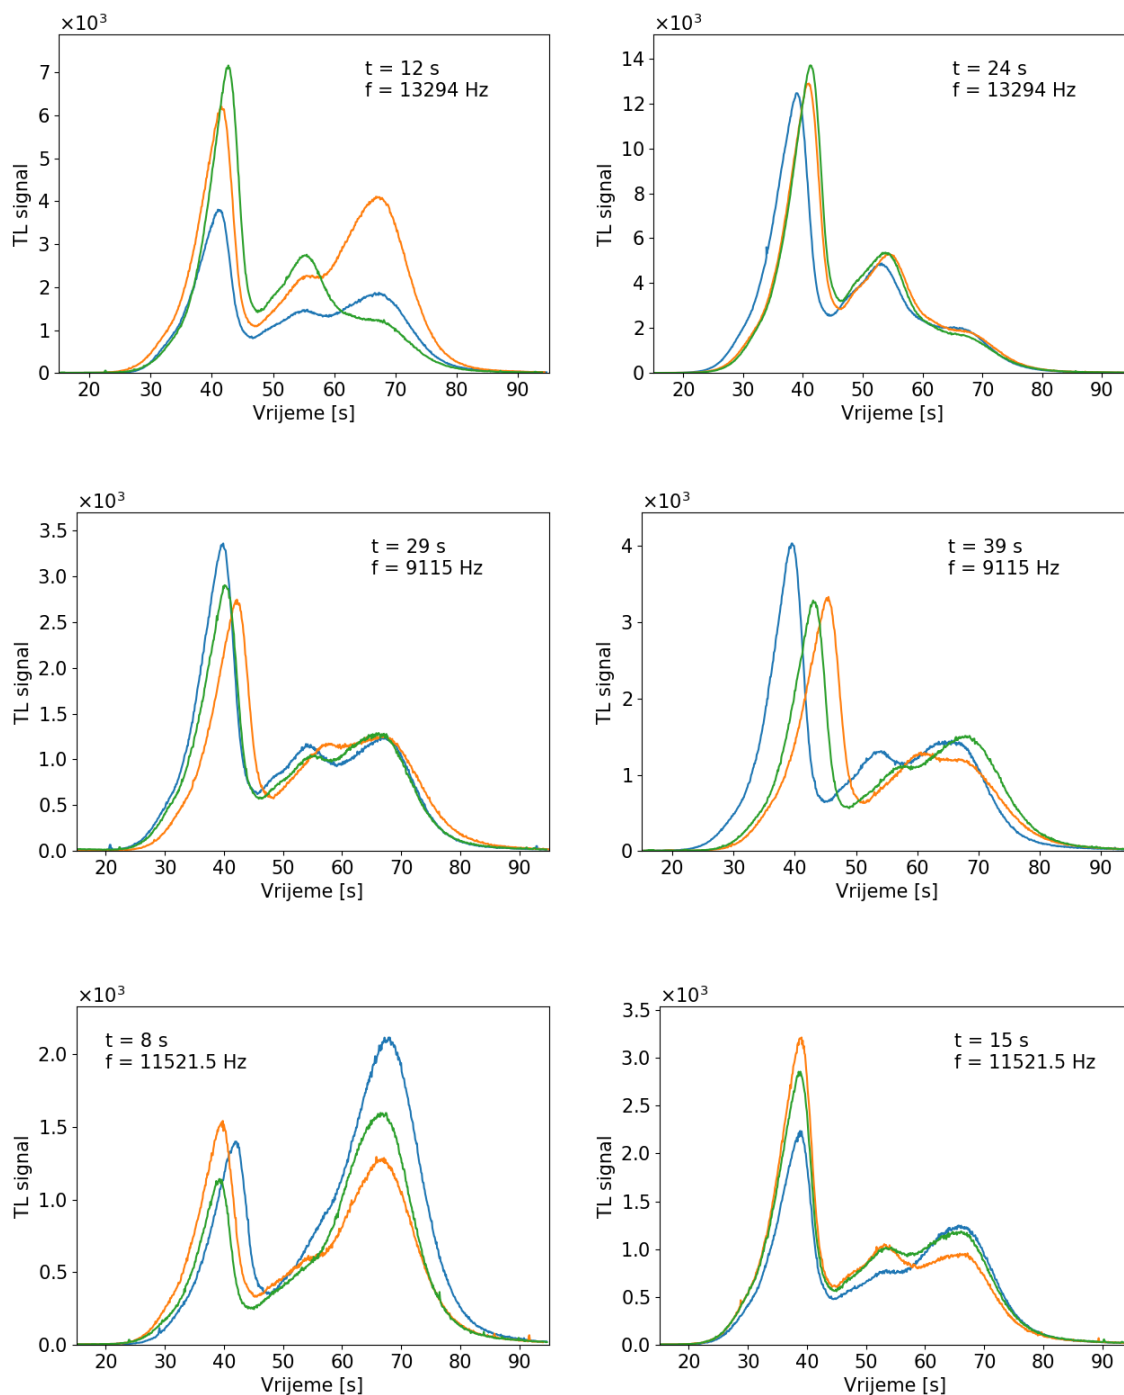 ×10³
t = 12 s
f = 13294 Hz
TL signal
7
6
5
4
3
2
1
0
20 30 40 50 60 70 80 90
Vrijeme [s]
×10³
t = 24 s
f = 13294 Hz
TL signal
14
12
10
8
6
4
2
0
20 30 40 50 60 70 80 90
Vrijeme [s]
×10³
t = 29 s
f = 9115 Hz
TL signal
3.5
3.0
2.5
2.0
1.5
1.0
0.5
0.0
20 30 40 50 60 70 80 90
Vrijeme [s]
×10³
t = 39 s
f = 9115 Hz
TL signal
4
3
2
1
0
20 30 40 50 60 70 80 90
Vrijeme [s]
×10³
t = 8 s
f = 11521.5 Hz
TL signal
2.0
1.5
1.0
0.5
0.0
20 30 40 50 60 70 80 90
Vrijeme [s]
×10³
t = 15 s
f = 11521.5 Hz
TL signal
3.5
3.0
2.5
2.0
1.5
1.0
0.5
0.0
20 30 40 50 60 70 80 90
Vrijeme [s]